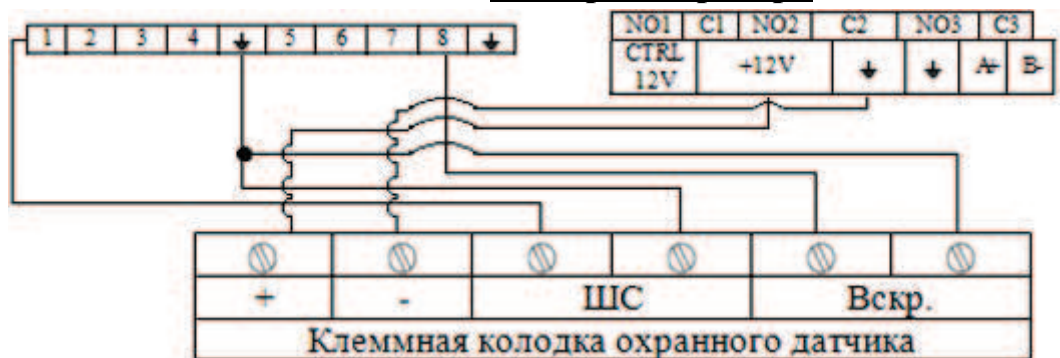 NO1 C1 NO2 C2 NO3 C3
1 2 3 4 5 6 7 8
CTRL 12V +12V A+ B-
+ - ШС Вскр.
Клеммная колодка охранного датчика